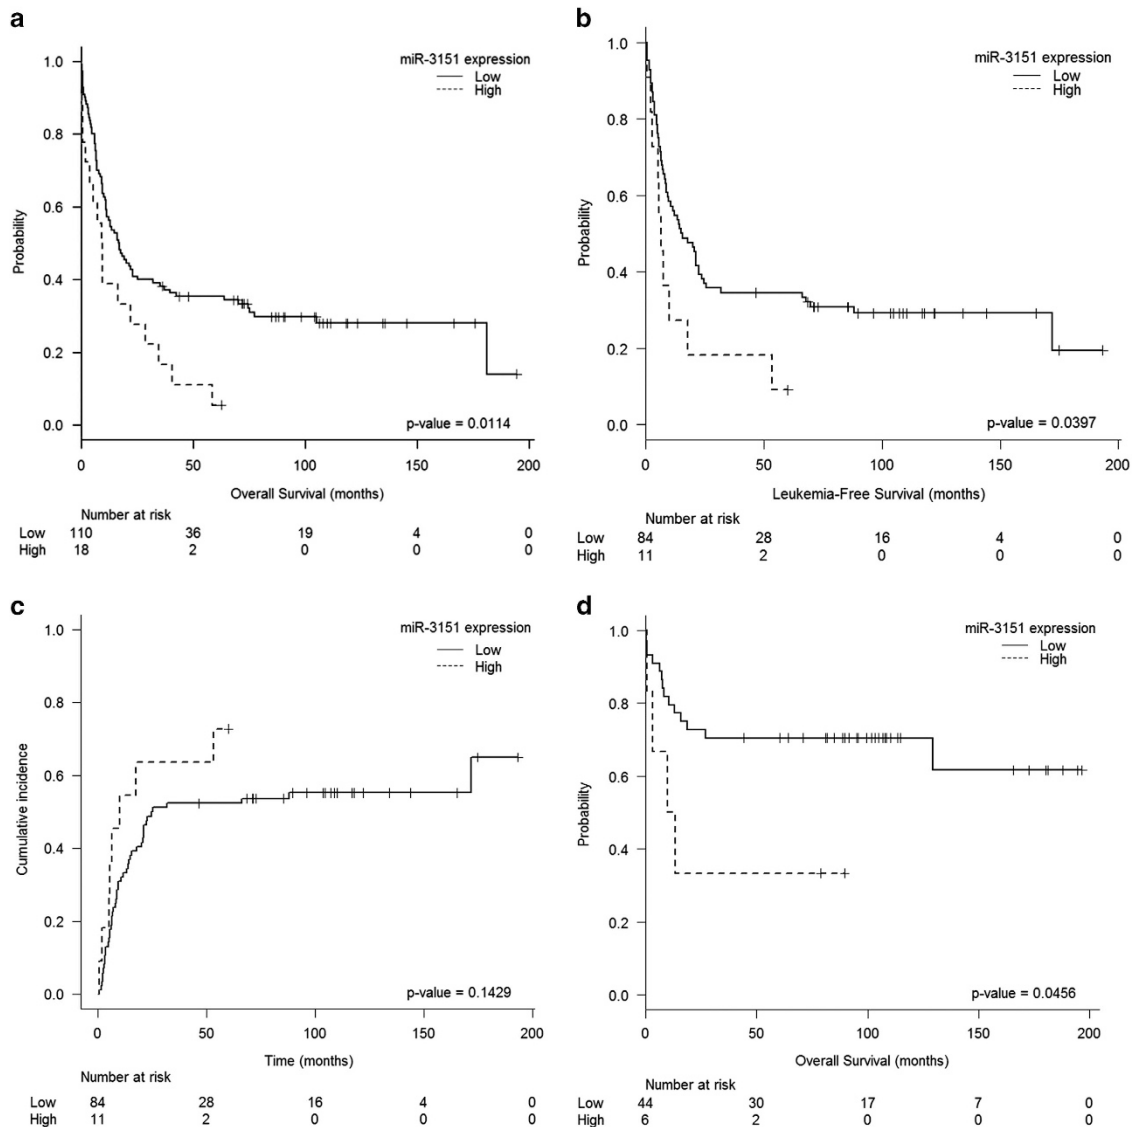 a
miR-3151 expression
Low
High
1.0
0.8
0.6
0.4
0.2
0.0
Probability
p-value = 0.0114
0 50 100 150 200
Overall Survival (months)
Number at risk
Low 110 36 19 4 0
High 18 2 0 0 0
b
miR-3151 expression
Low
High
1.0
0.8
0.6
0.4
0.2
0.0
Probability
p-value = 0.0397
0 50 100 150 200
Leukemia-Free Survival (months)
Number at risk
Low 84 28 16 4 0
High 11 2 0 0 0
c
miR-3151 expression
Low
High
1.0
0.8
0.6
0.4
0.2
0.0
Cumulative incidence
p-value = 0.1429
0 50 100 150 200
Time (months)
Number at risk
Low 84 28 16 4 0
High 11 2 0 0 0
d
miR-3151 expression
Low
High
1.0
0.8
0.6
0.4
0.2
0.0
Probability
p-value = 0.0456
0 50 100 150 200
Overall Survival (months)
Number at risk
Low 44 30 17 7 0
High 6 2 0 0 0